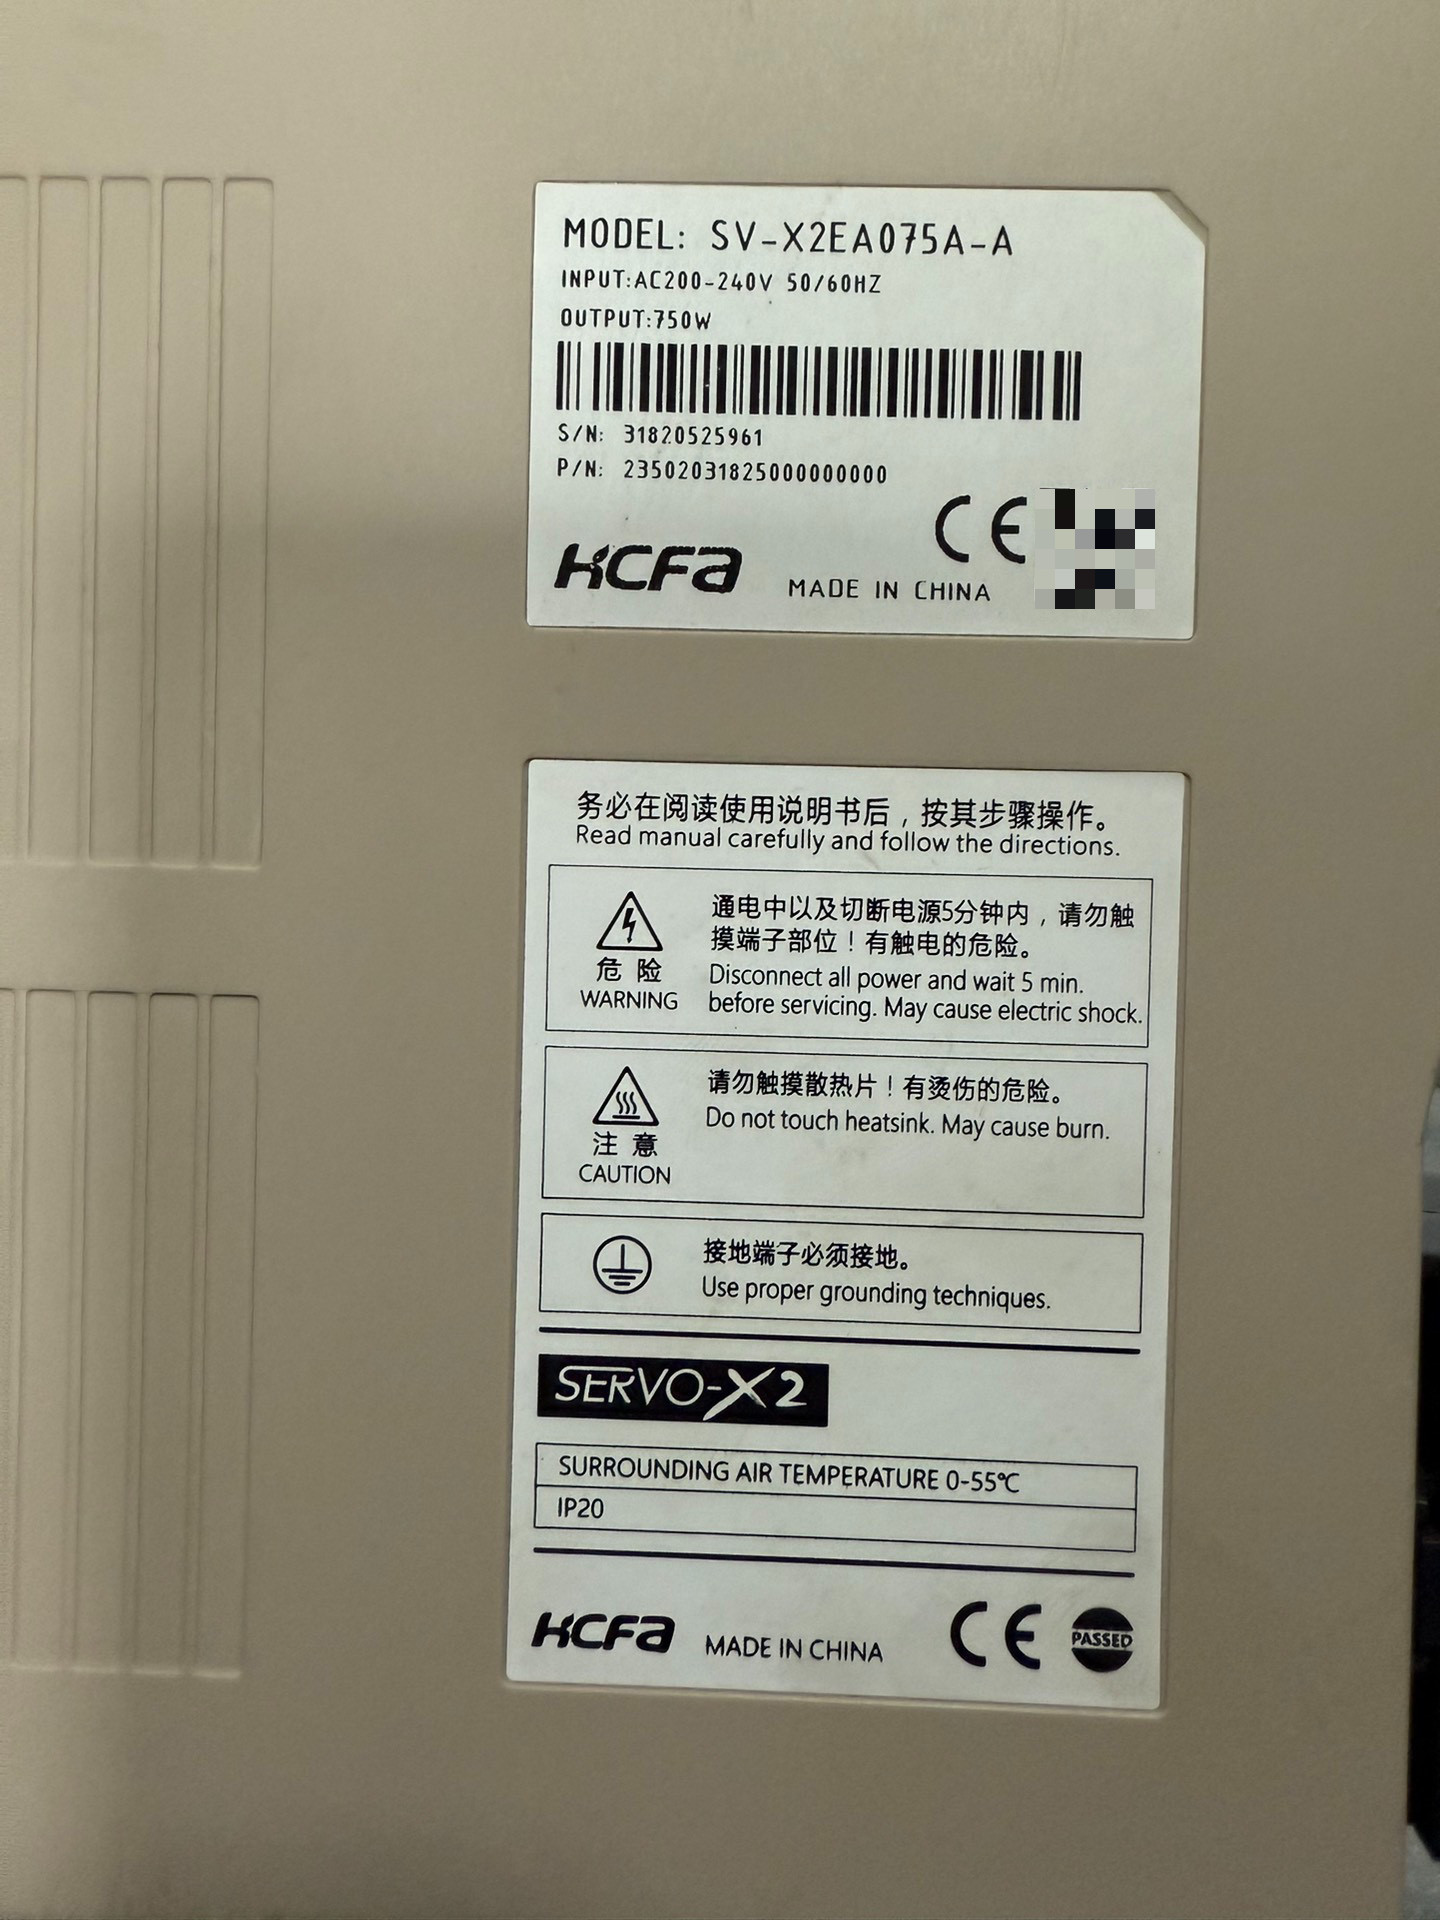 MODEL: SV-X2EA075A-A
INPUT:AC200-240V 50/60HZ
OUTPUT:750W
S/N: 31820525961
P/N: 23502031825000000000
CE
HCFA MADE IN CHINA
务必在阅读使用说明书后，按其步骤操作。
Read manual carefully and follow the directions.
危 险
WARNING
通电中以及切断电源5分钟内，请勿触
摸端子部位！有触电的危险。
Disconnect all power and wait 5 min.
before servicing. May cause electric shock.
注 意
CAUTION
请勿触摸散热片！有烫伤的危险。
Do not touch heatsink. May cause burn.
接地端子必须接地。
Use proper grounding techniques.
SERVO-X2
SURROUNDING AIR TEMPERATURE 0-55℃
IP20
HCFA MADE IN CHINA CE PASSED